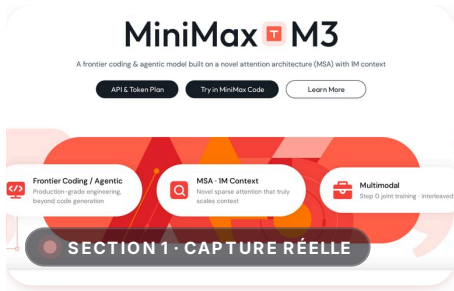 MiniMax M3
A frontier coding & agentic model built on a novel attention architecture (MSA) with 1M context
API & Token Plan
Try in MiniMax Code
Learn More
Frontier Coding / Agentic
Production-grade engineering,
beyond code generation
MSA · 1M Context
Novel sparse attention that truly
scales context
Multimodal
Step 0 joint training · Interleaved
SECTION 1 · CAPTURE RÉELLE